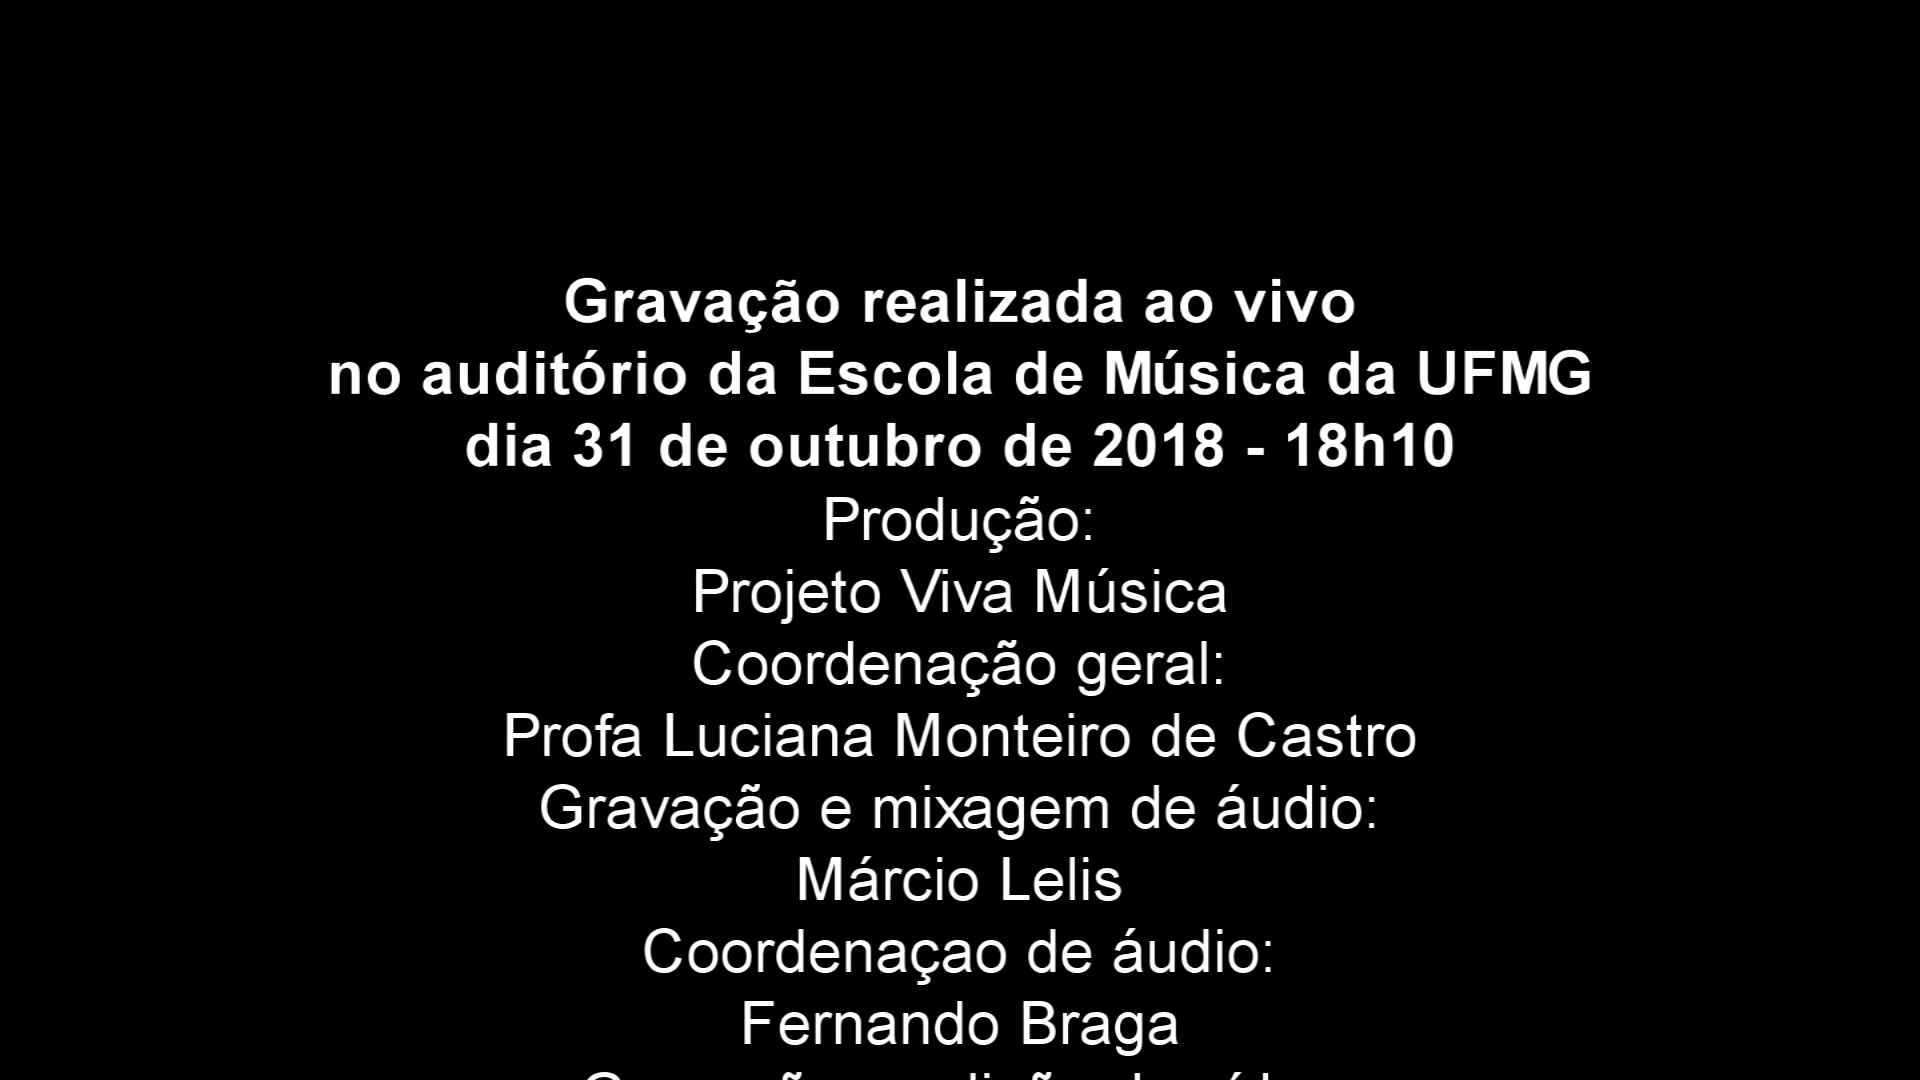 Gravação realizada ao vivo
no auditório da Escola de Música da UFMG
dia 31 de outubro de 2018 - 18h10
Produção:
Projeto Viva Música
Coordenação geral:
Profa Luciana Monteiro de Castro
Gravação e mixagem de áudio:
Márcio Lelis
Coordenaçao de áudio:
Fernando Braga